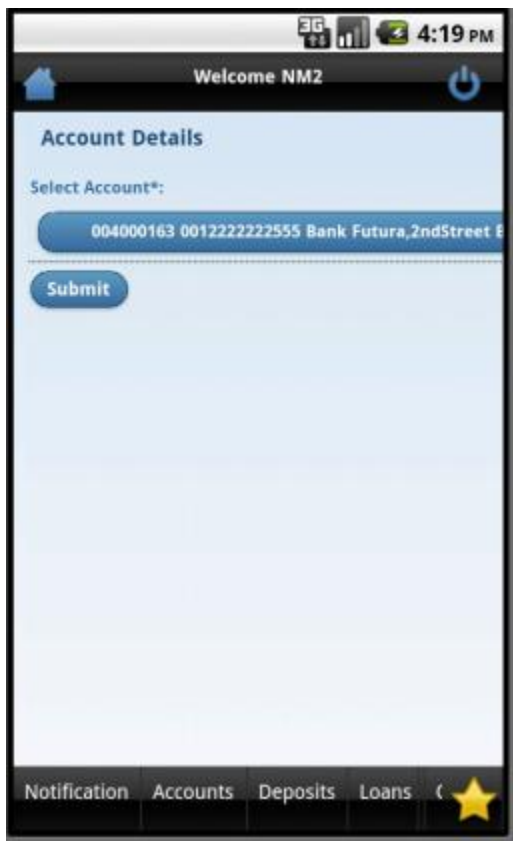 3G
4:19 PM
Welcome NM2
Account Details
Select Account*:
004000163 0012222222555 Bank Futura,2ndStreet
Submit
Notification Accounts Deposits Loans